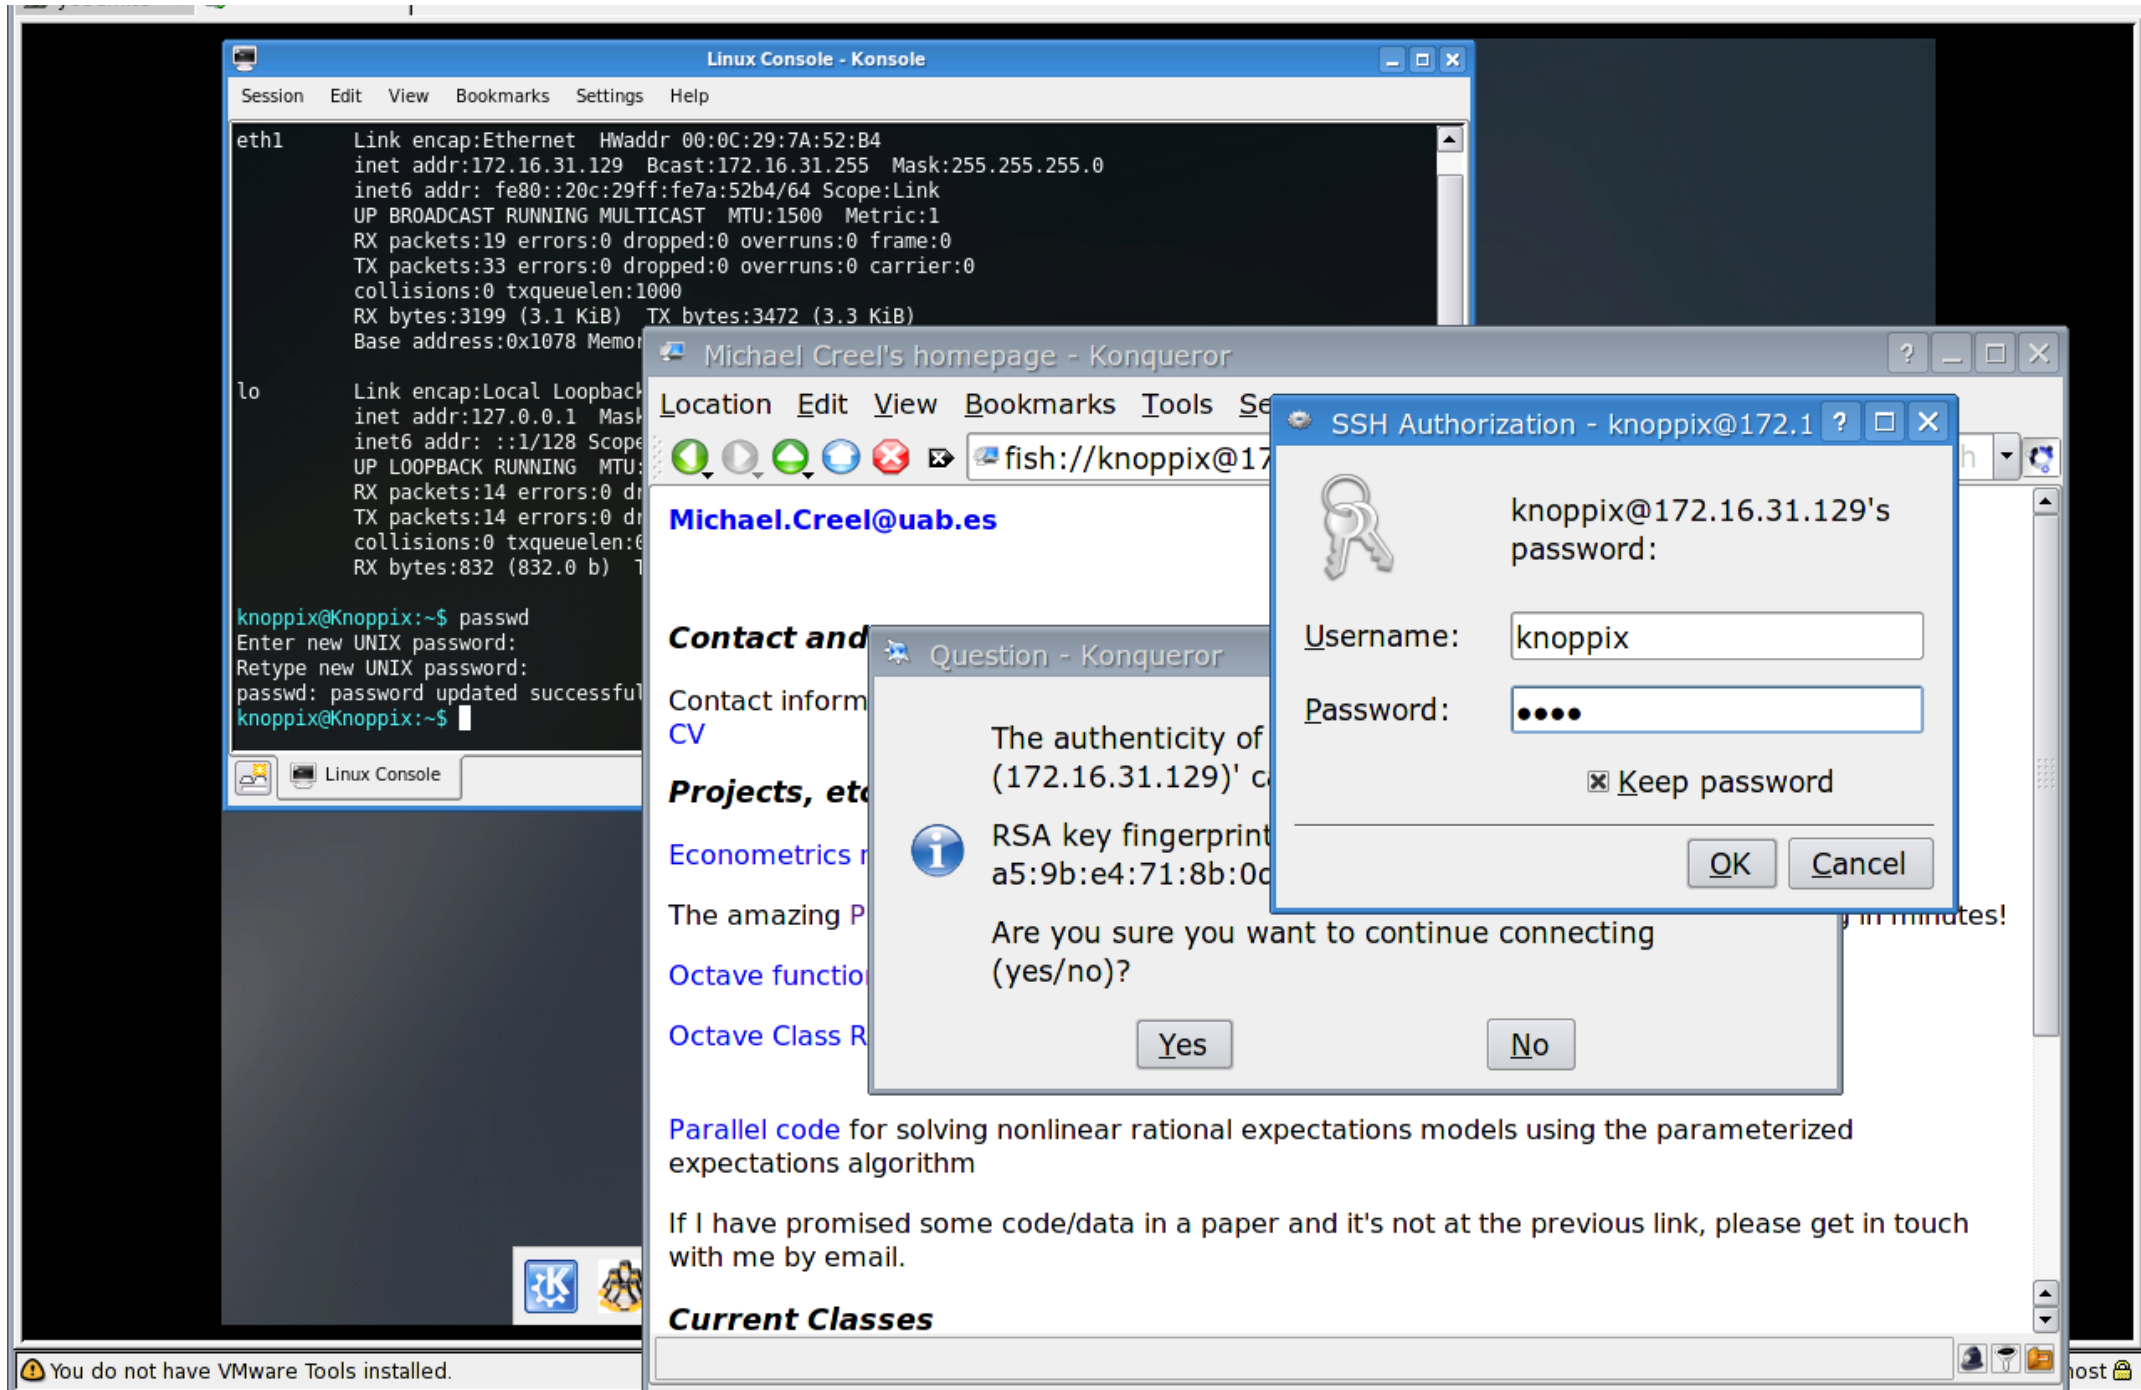 Linux Console - Konsole
Session Edit View Bookmarks Settings Help
eth1 Link encap:Ethernet HWaddr 00:0C:29:7A:52:B4
inet addr:172.16.31.129 Bcast:172.16.31.255 Mask:255.255.255.0
inet6 addr: fe80::20c:29ff:fe7a:52b4/64 Scope:Link
UP BROADCAST RUNNING MULTICAST MTU:1500 Metric:1
RX packets:19 errors:0 dropped:0 overruns:0 frame:0
TX packets:33 errors:0 dropped:0 overruns:0 carrier:0
collisions:0 txqueuelen:1000
RX bytes:3199 (3.1 KiB) TX bytes:3472 (3.3 KiB)
Base address:0x1078 Memor
lo Link encap:Local Loopback
inet addr:127.0.0.1 Mask
inet6 addr: ::1/128 Scope
UP LOOPBACK RUNNING MTU:
RX packets:14 errors:0 dr
TX packets:14 errors:0 dr
collisions:0 txqueuelen:0
RX bytes:832 (832.0 b)
knoppix@Knoppix:~$ passwd
Enter new UNIX password:
Retype new UNIX password:
passwd: password updated successful
knoppix@Knoppix:~$
Linux Console
Michael Creel's homepage - Konqueror
Location Edit View Bookmarks Tools Se
fish://knoppix@17
Michael.Creel@uab.es
Contact and
Contact inform
CV
Projects, etc
Econometrics
The amazing P
in minutes!
Octave function
Octave Class R
Parallel code for solving nonlinear rational expectations models using the parameterized
expectations algorithm
If I have promised some code/data in a paper and it's not at the previous link, please get in touch
with me by email.
Current Classes
Question - Konqueror
The authenticity of
(172.16.31.129)' ca
RSA key fingerprint
a5:9b:e4:71:8b:0
Are you sure you want to continue connecting
(yes/no)?
Yes No
SSH Authorization - knoppix@172.1
knoppix@172.16.31.129's
password:
Username: knoppix
Password: ●●●●
Keep password
OK Cancel
You do not have VMware Tools installed.